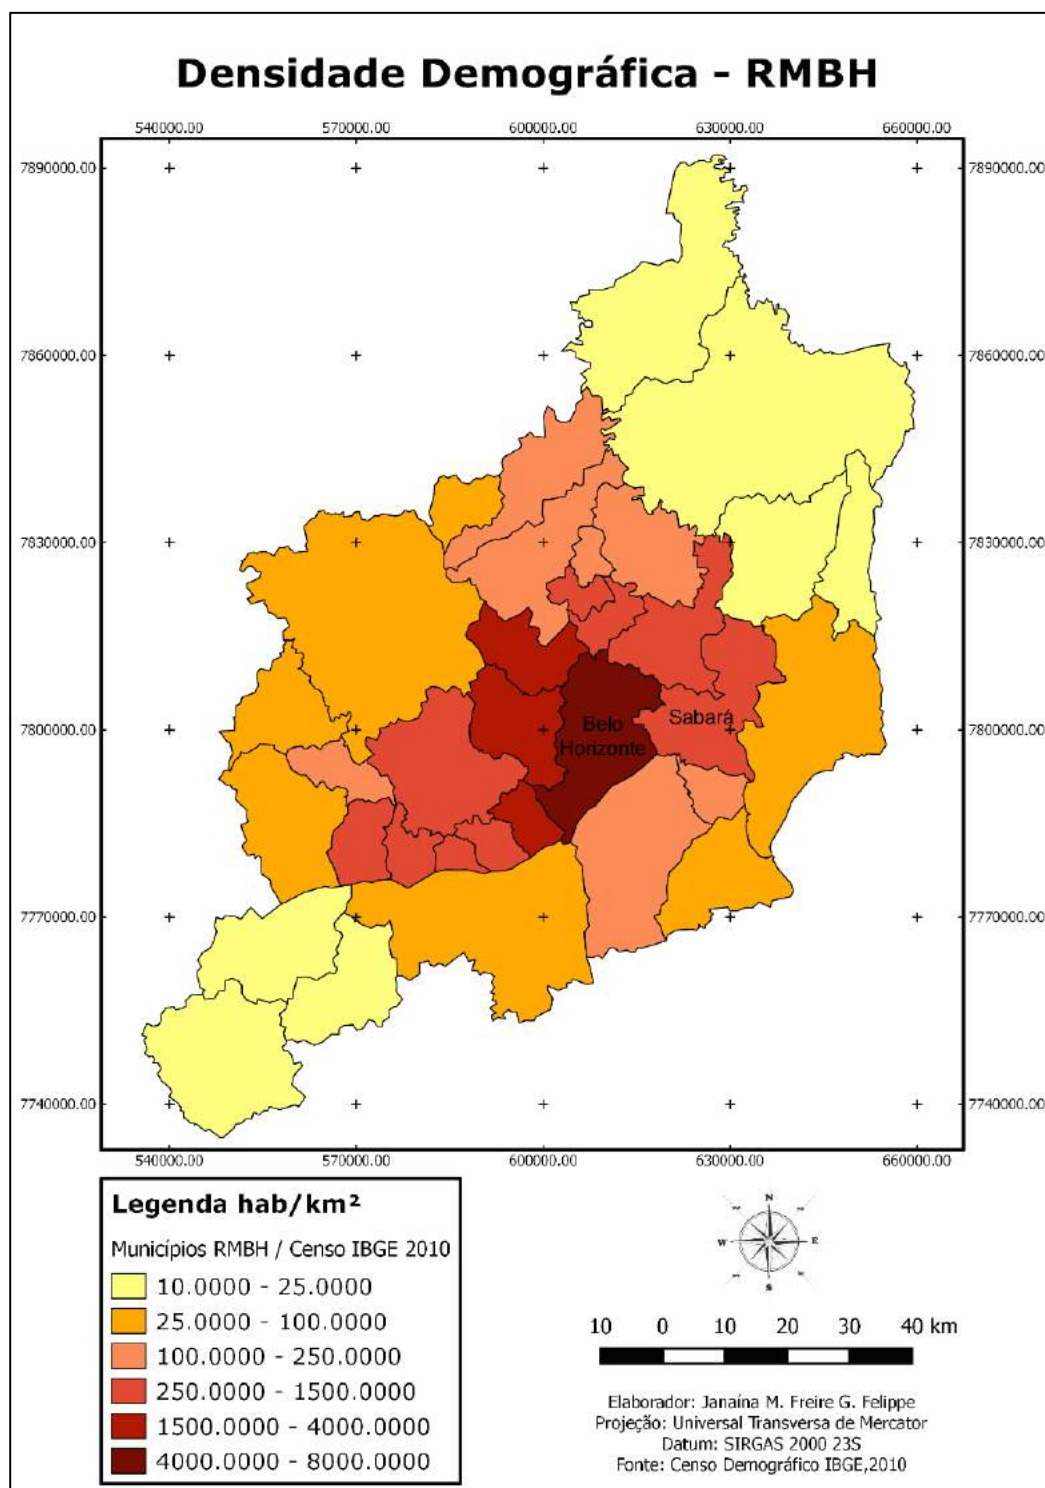 Densidade Demográfica - RMBH
540000.00 570000.00 600000.00 630000.00 660000.00
7890000.00 7890000.00
7860000.00 7860000.00
7830000.00 7830000.00
7800000.00 7800000.00
Sabará
Belo
Horizonte
7770000.00 7770000.00
7740000.00 7740000.00
540000.00 570000.00 600000.00 630000.00 660000.00
Legenda hab/km²
Municípios RMBH / Censo IBGE 2010
10.0000 - 25.0000
25.0000 - 100.0000
100.0000 - 250.0000
250.0000 - 1500.0000
1500.0000 - 4000.0000
4000.0000 - 8000.0000
N
W E
S
10 0 10 20 30 40 km
Elaborador: Janaína M. Freire G. Felippe
Projeção: Universal Transversa de Mercator
Datum: SIRGAS 2000 23S
Fonte: Censo Demográfico IBGE,2010